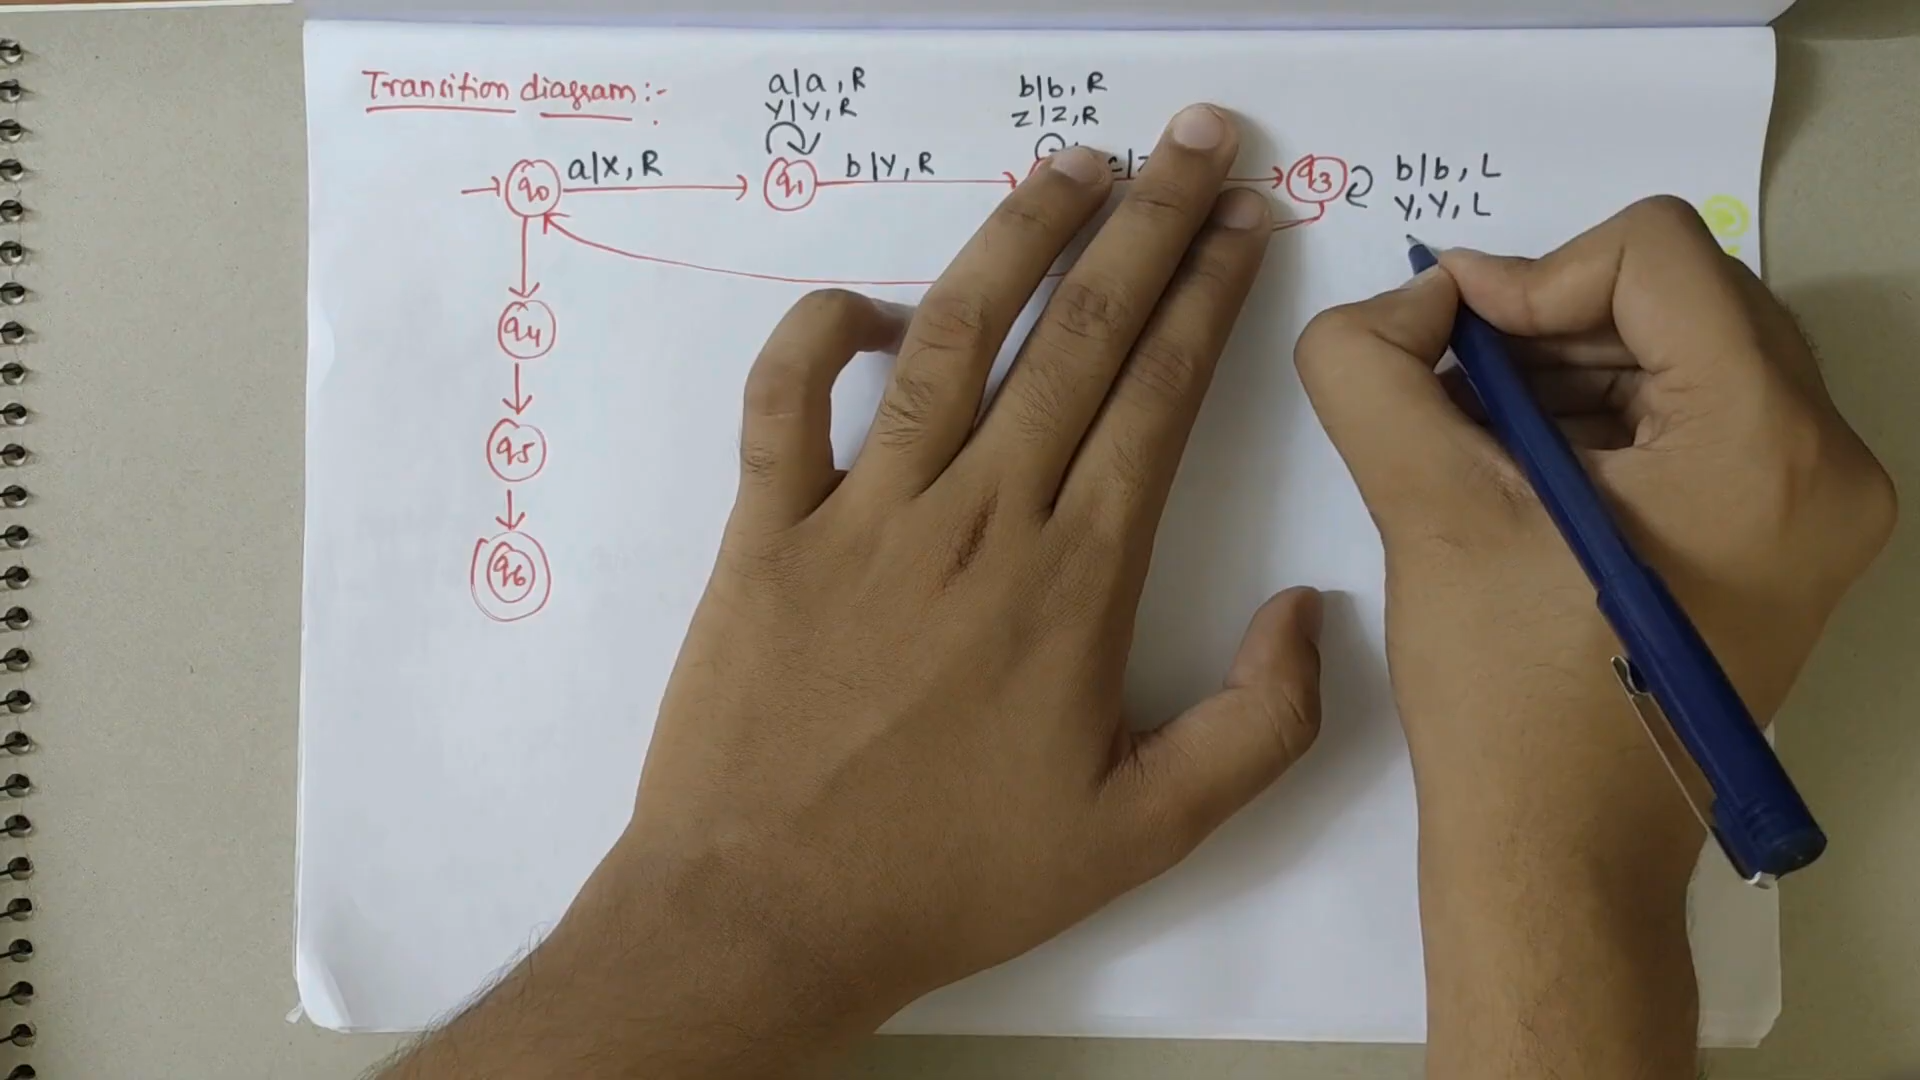 Transition diagram:-
a|a, R
y|y, R
b|b, R
z|z, R
a|x, R
b|y, R
c|z
b|b, L
y,y, L
q0
q1
q3
q4
q5
q6